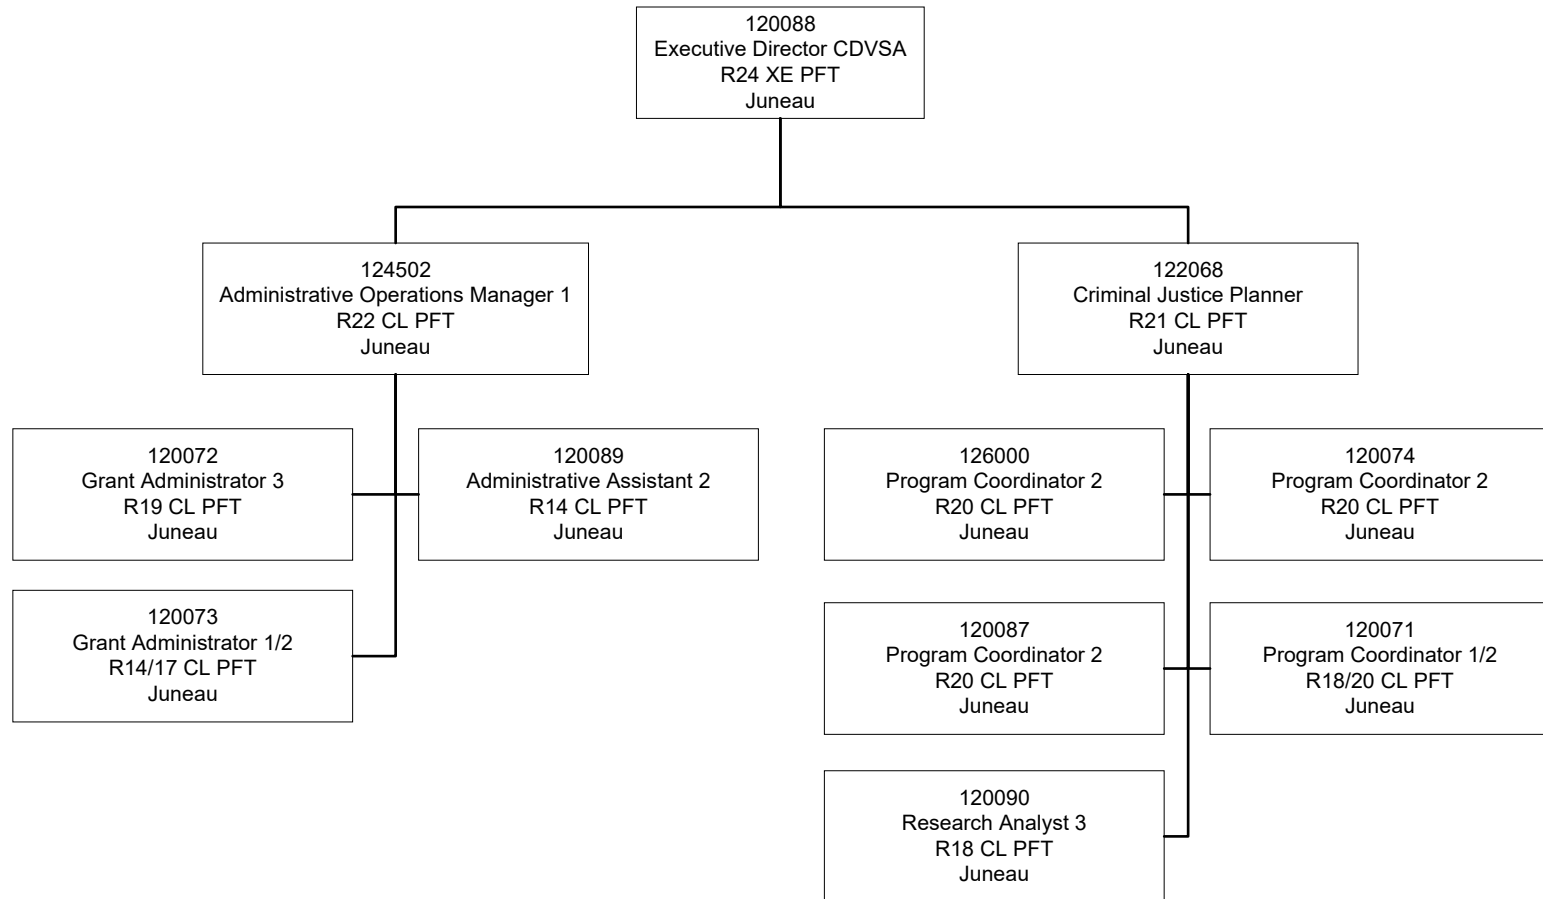 120088
Executive Director CDVSA
R24 XE PFT
Juneau
124502
Administrative Operations Manager 1
R22 CL PFT
Juneau
122068
Criminal Justice Planner
R21 CL PFT
Juneau
120072
Grant Administrator 3
R19 CL PFT
Juneau
120089
Administrative Assistant 2
R14 CL PFT
Juneau
126000
Program Coordinator 2
R20 CL PFT
Juneau
120074
Program Coordinator 2
R20 CL PFT
Juneau
120073
Grant Administrator 1/2
R14/17 CL PFT
Juneau
120087
Program Coordinator 2
R20 CL PFT
Juneau
120071
Program Coordinator 1/2
R18/20 CL PFT
Juneau
120090
Research Analyst 3
R18 CL PFT
Juneau